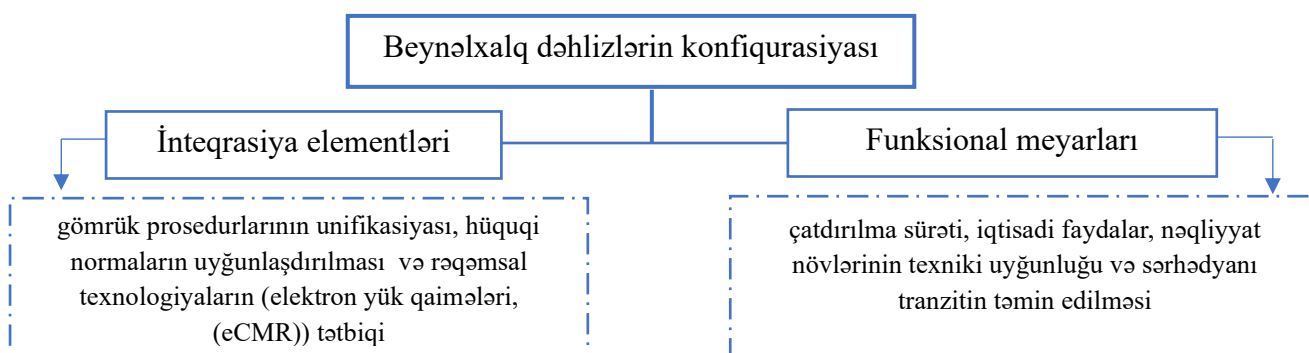 Beynəlxalq dəhlizlərin konfiqurasiyası
İnteqrasiya elementləri
Funksional meyarları
gömrük prosedurlarının unifikasiyası, hüquqi
normaların uyğunlaşdırılması və rəqəmsal
texnologiyaların (elektron yük qaimələri,
(eCMR)) tətbiqi
çatdırılma sürəti, iqtisadi faydalar, nəqliyyat
növlərinin texniki uyğunluğu və sərhədyanı
tranzitin təmin edilməsi